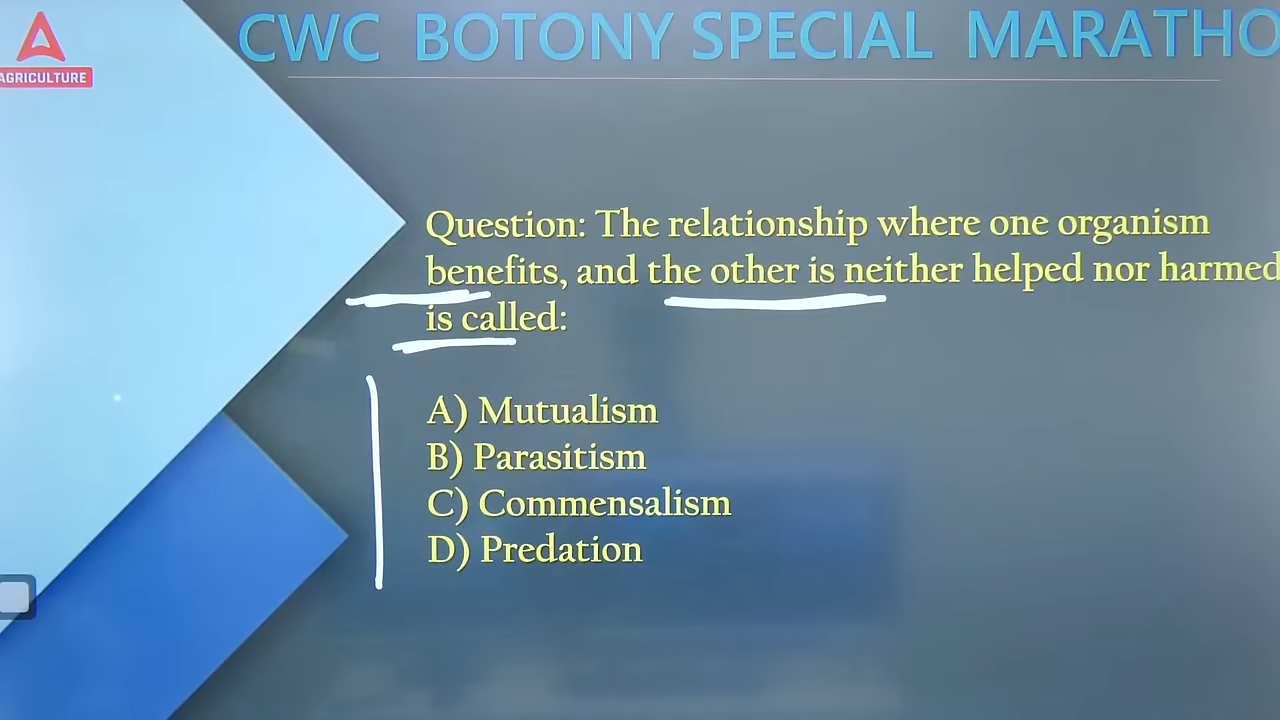 CWC BOTONY SPECIAL MARATHO
AGRICULTURE
Question: The relationship where one organism
benefits, and the other is neither helped nor harmed
is called:
A) Mutualism
B) Parasitism
C) Commensalism
D) Predation